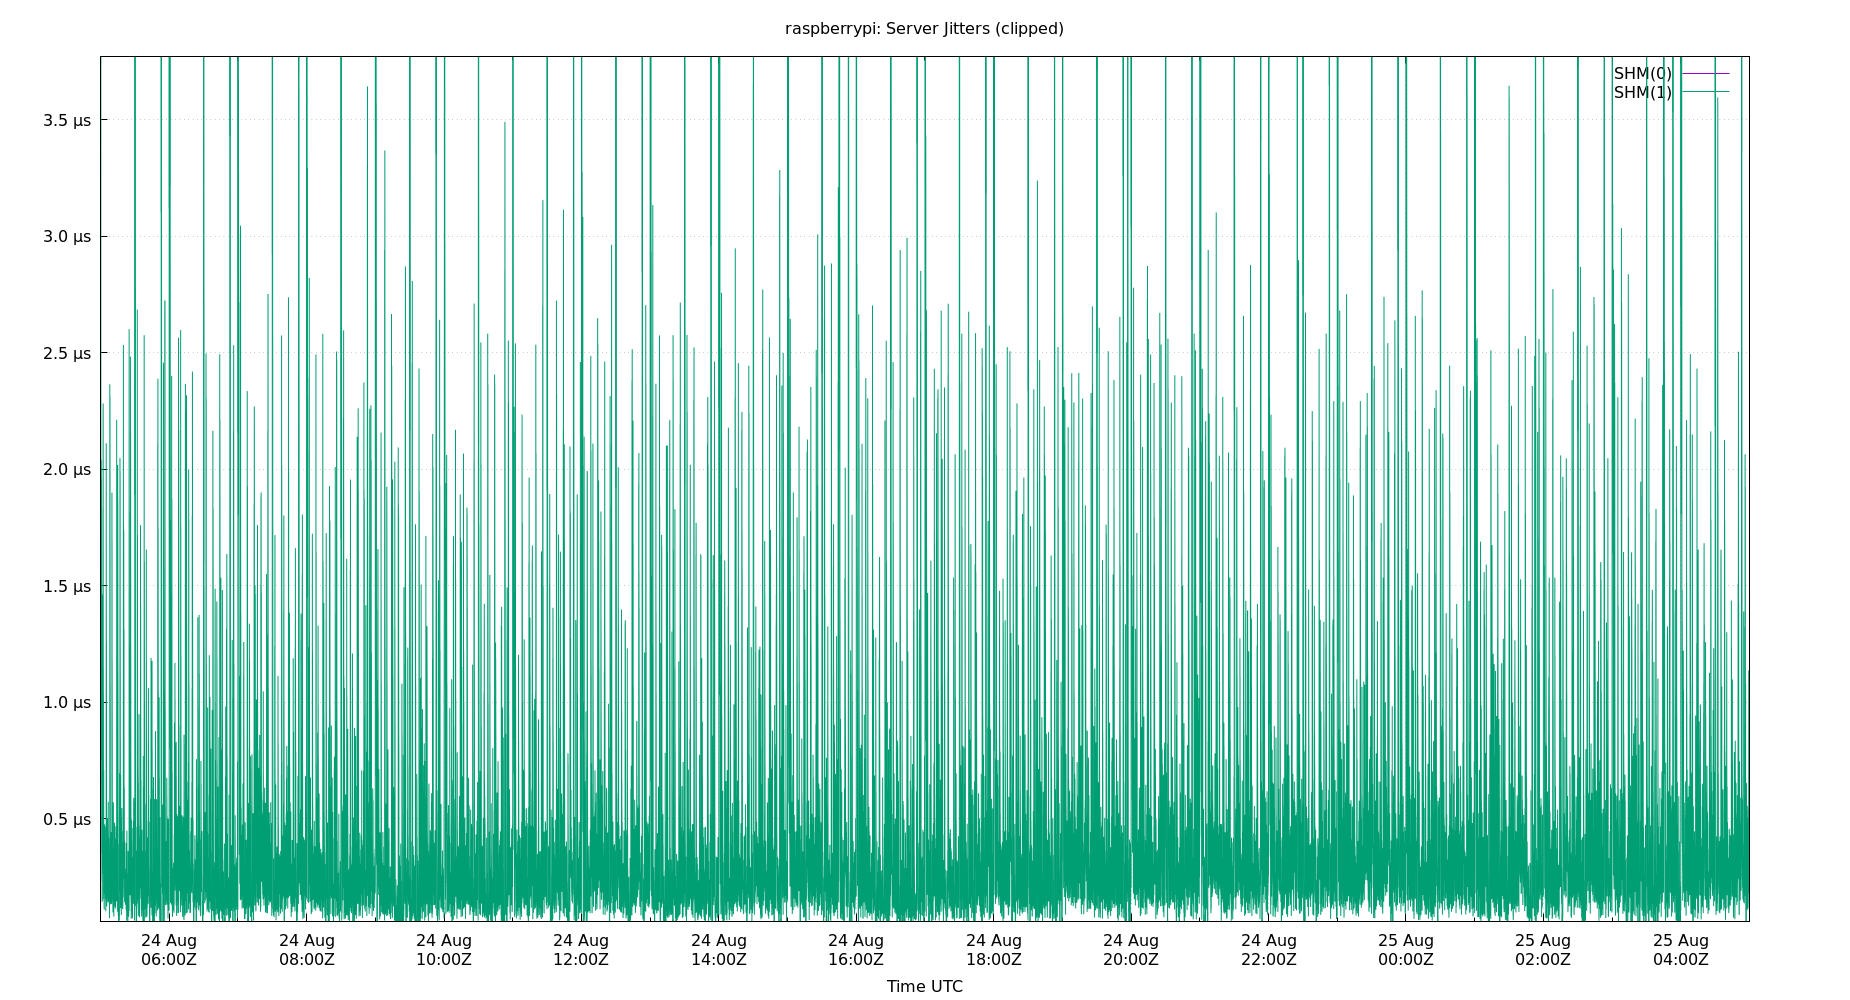 raspberrypi: Server Jitters (clipped)
SHM(0)
SHM(1)
3.5 µs
3.0 µs
2.5 µs
2.0 µs
1.5 µs
1.0 µs
0.5 µs
24 Aug 24 Aug 24 Aug 24 Aug 24 Aug 24 Aug 24 Aug 24 Aug 24 Aug 25 Aug 25 Aug 25 Aug
06:00Z 08:00Z 10:00Z 12:00Z 14:00Z 16:00Z 18:00Z 20:00Z 22:00Z 00:00Z 02:00Z 04:00Z
Time UTC